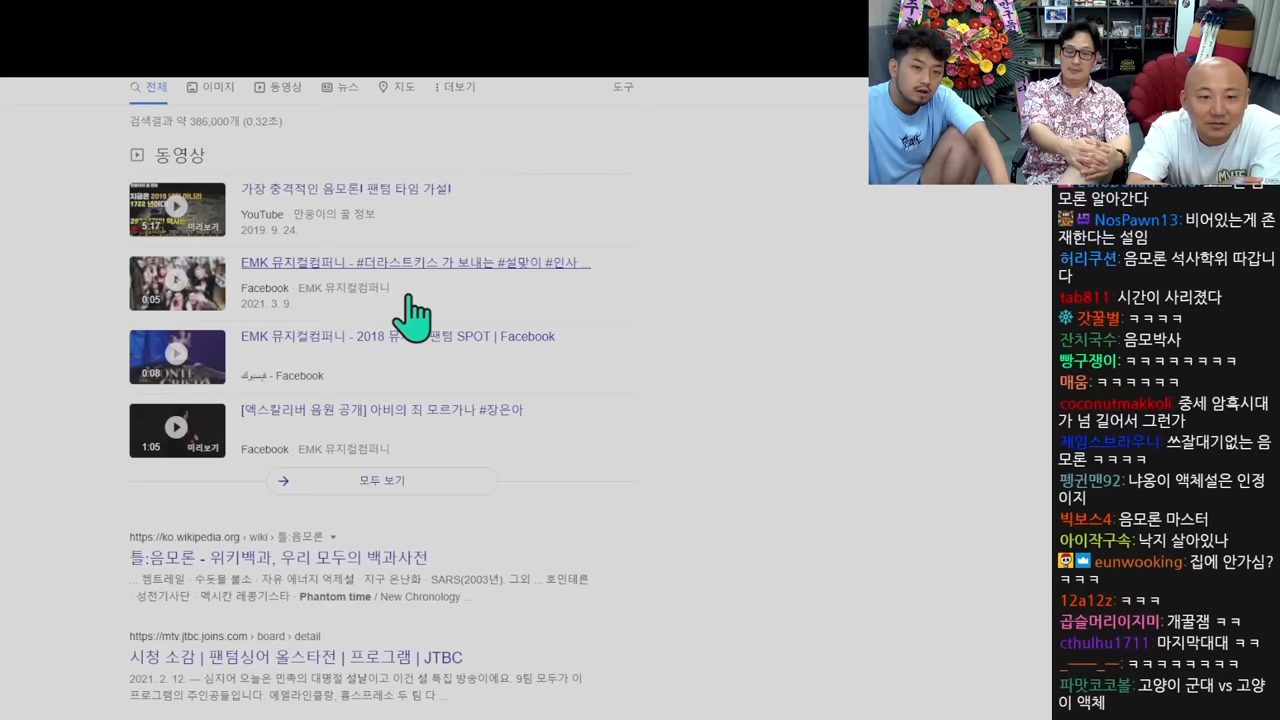 전체 이미지 동영상 뉴스 지도 더보기 도구
검색결과 약 386,000개 (0.32초)
동영상
가장 충격적인 음모론! 팬텀 타임 가설!
YouTube · 만웅이의 꿀 정보
2019. 9. 24.
5:17 미리보기
EMK 뮤지컬컴퍼니 - #더라스트키스 가 보내는 #설맞이 #인사 ...
Facebook · EMK 뮤지컬컴퍼니
2021. 3. 9.
0:05
EMK 뮤지컬컴퍼니 - 2018 팬텀 SPOT | Facebook
فيسبوك - Facebook
0:08
[엑스칼리버 음원 공개] 아비의 죄 모르가나 #장은아
Facebook · EMK 뮤지컬컴퍼니
1:05 미리보기
모두 보기
https://ko.wikipedia.org › wiki › 틀:음모론
틀:음모론 - 위키백과, 우리 모두의 백과사전
... 켐트레일 · 수돗물 불소 · 자유 에너지 억제설 · 지구 온난화 · SARS(2003년). 그외 ... 호민테른
· 성전기사단 · 멕시칸 레콩기스타 · Phantom time / New Chronology ...
https://mtv.jtbc.joins.com › board › detail
시청 소감 | 팬텀싱어 올스타전 | 프로그램 | JTBC
2021. 2. 12. — 심지어 오늘은 민족의 대명절 설날이고 이건 설 특집 방송이에요. 9팀 모두가 이
프로그램의 주인공들입니다. 에델라인클랑, 흉스프레소 두팀 다 ...
모론 알아간다
NosPawn13: 비어있는게 존
재한다는 설임
허리쿠션: 음모론 석사학위 따갑니
다
tab811: 시간이 사리졌다
갓꿀벌: ㅋㅋㅋㅋ
잔치국수: 음모박사
빵구쟁이: ㅋㅋㅋㅋㅋㅋㅋㅋ
매움: ㅋㅋㅋㅋㅋㅋ
coconutmakkoli: 중세 암흑시대
가 넘 길어서 그런가
제임스브라우니: 쓰잘대기없는 음
모론 ㅋㅋㅋㅋ
펭귄맨92: 냐옹이 액체설은 인정
이지
빅보스4: 음모론 마스터
아이작구속: 낙지 살아있나
eunwooking: 집에 안가심?
ㅋㅋㅋ
12a12z: ㅋㅋㅋ
곱슬머리이지미: 개꿀잼 ㅋㅋ
cthulhu1711: 마지막대대 ㅋㅋ
_ㅡㅡ_ㅡ: ㅋㅋㅋㅋㅋㅋㅋㅋ
파맛코코볼: 고양이 군대 vs 고양
이 액체